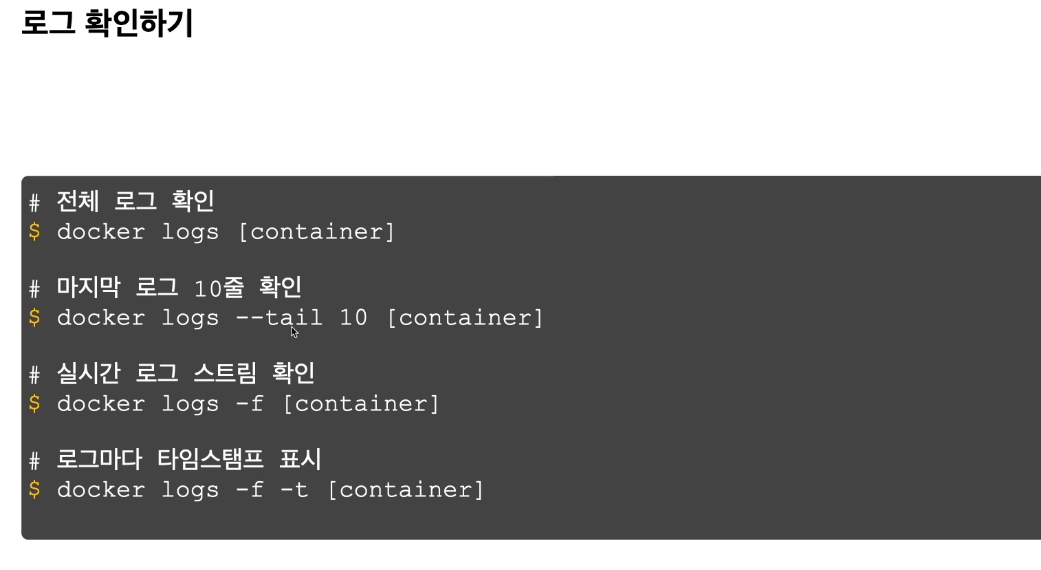 로그 확인하기
# 전체 로그 확인
$ docker logs [container]
# 마지막 로그 10줄 확인
$ docker logs --tail 10 [container]
# 실시간 로그 스트림 확인
$ docker logs -f [container]
# 로그마다 타임스탬프 표시
$ docker logs -f -t [container]